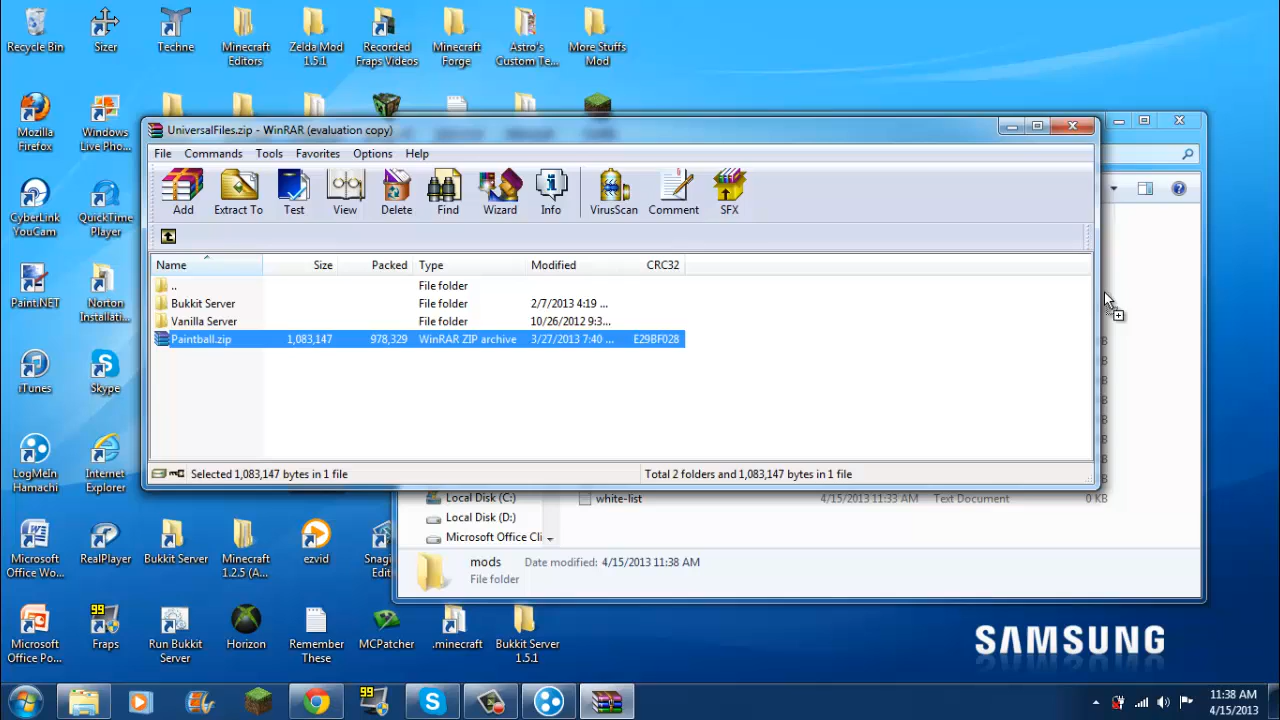 Recycle Bin
Sizer
Techne
Minecraft Editors
Zelda Mod 1.5.1
Recorded Fraps Videos
Minecraft Forge
Astro's Custom Te...
More Stuffs Mod
Mozilla Firefox
Windows Live Pho...
CyberLink YouCam
QuickTime Player
Paint.NET
Norton Installati...
iTunes
Skype
LogMeIn Hamachi
Internet Explorer
UniversalFiles.zip - WinRAR (evaluation copy)
File Commands Tools Favorites Options Help
Add Extract To Test View Delete Find Wizard Info VirusScan Comment SFX
Name Size Packed Type Modified CRC32
.. File folder
Bukkit Server File folder 2/7/2013 4:19 ...
Vanilla Server File folder 10/26/2012 9:3...
Paintball.zip 1,083,147 978,329 WinRAR ZIP archive 3/27/2013 7:40 ... E29BF028
Selected 1,083,147 bytes in 1 file
Total 2 folders and 1,083,147 bytes in 1 file
Local Disk (C:)
white-list 4/15/2013 11:33 AM Text Document 0 KB
Local Disk (D:)
Microsoft Office Cli
mods Date modified: 4/15/2013 11:38 AM
File folder
Microsoft Office Wo...
RealPlayer
Bukkit Server
Minecraft 1.2.5 (A...
ezvid
Snagi Edit
Microsoft Office Po...
99
Fraps
Run Bukkit Server
Horizon
Remember These
MCPatcher
.minecraft
Bukkit Server 1.5.1
SAMSUNG
99
11:38 AM
4/15/2013